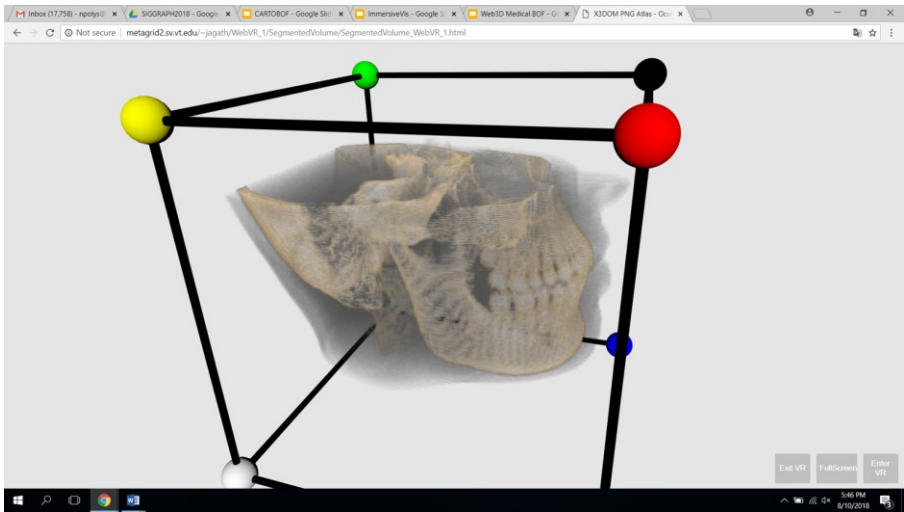 Inbox (17,758) - npolys@
SIGGRAPH2018 - Google
CARTOBOF - Google Slid
ImmersiveVis - Google S
Web3D Medical BOF - G
X3DOM PNG Atlas - Oc
Not secure | metagrid2.sv.vt.edu/~jagath/WebVR_1/SegmentedVolume/SegmentedVolume_WebVR_1.html
Exit VR
FullScreen
Enter
VR
5:46 PM
8/10/2018